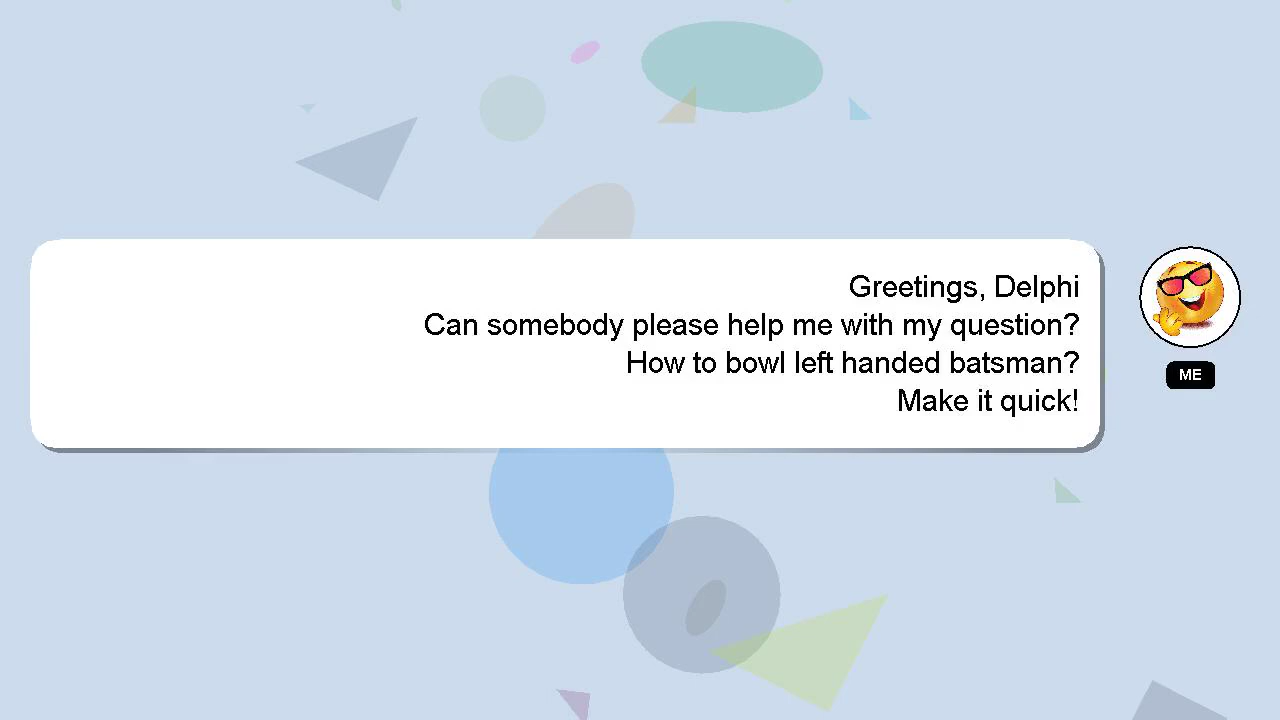 Greetings, Delphi
Can somebody please help me with my question?
How to bowl left handed batsman?
Make it quick!
ME